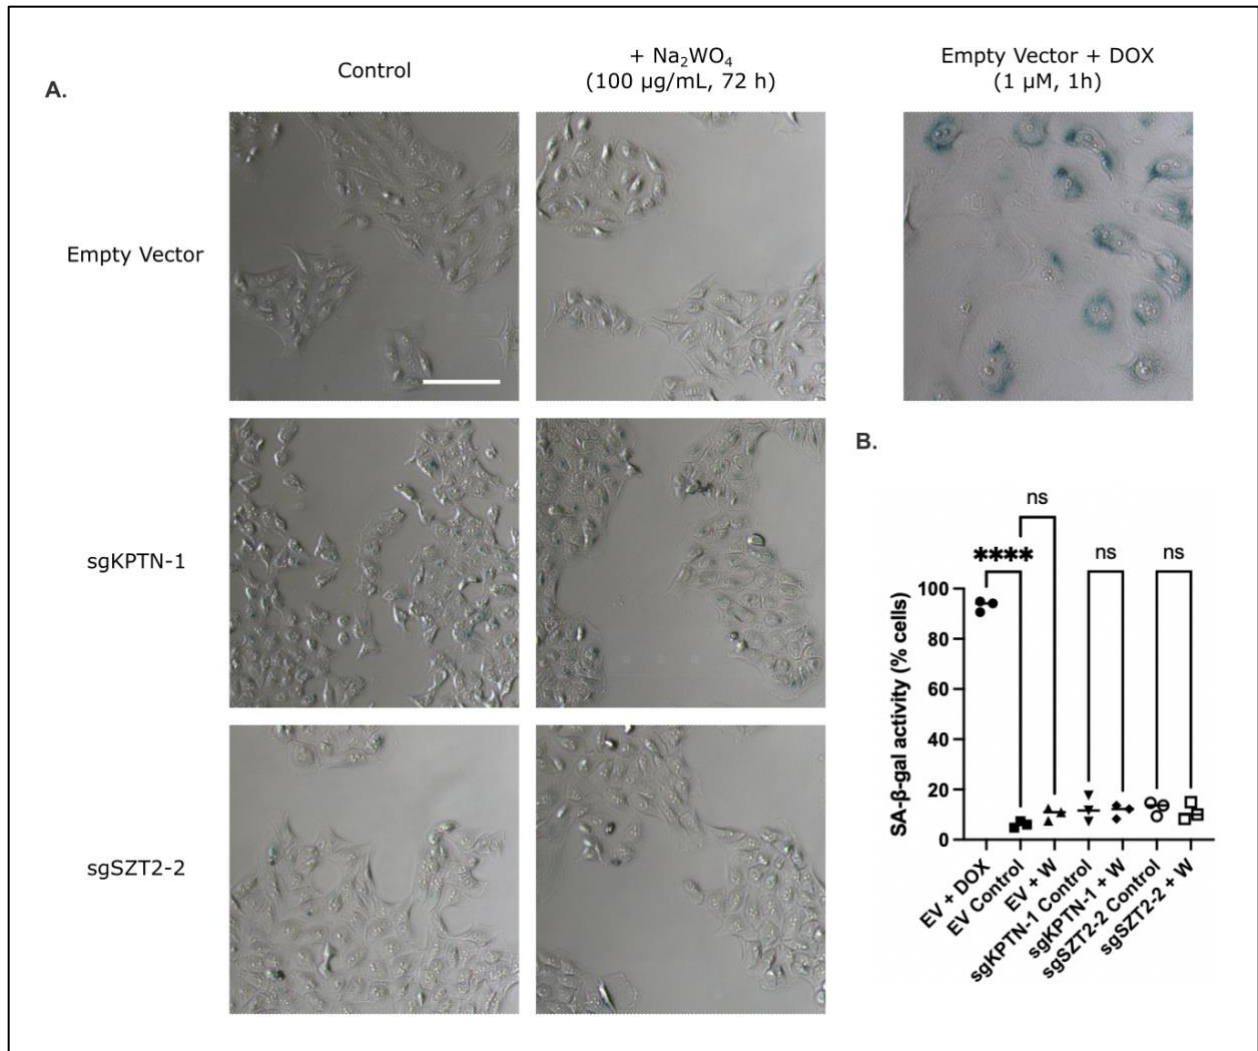 A.
Control
+ Na₂WO₄
(100 µg/mL, 72 h)
Empty Vector + DOX
(1 µM, 1h)
Empty Vector
sgKPTN-1
sgSZT2-2
B.
ns
****
ns
ns
SA-β-gal activity (% cells)
100
80
60
40
20
0
EV + DOX
EV Control
EV + W
sgKPTN-1 Control
sgKPTN-1 + W
sgSZT2-2 Control
sgSZT2-2 + W